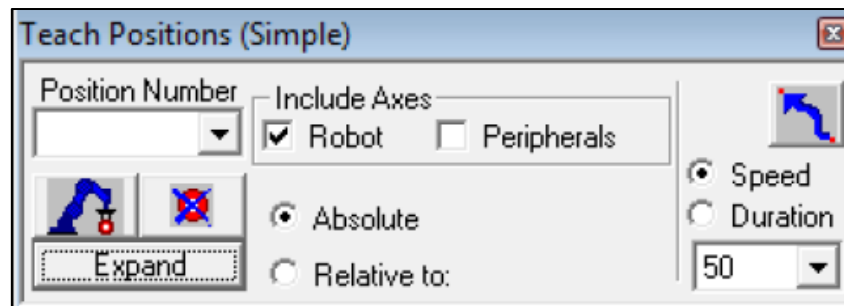 Teach Positions (Simple)
Position Number
Include Axes
Robot
Peripherals
Absolute
Relative to:
Expand
Speed
Duration
50